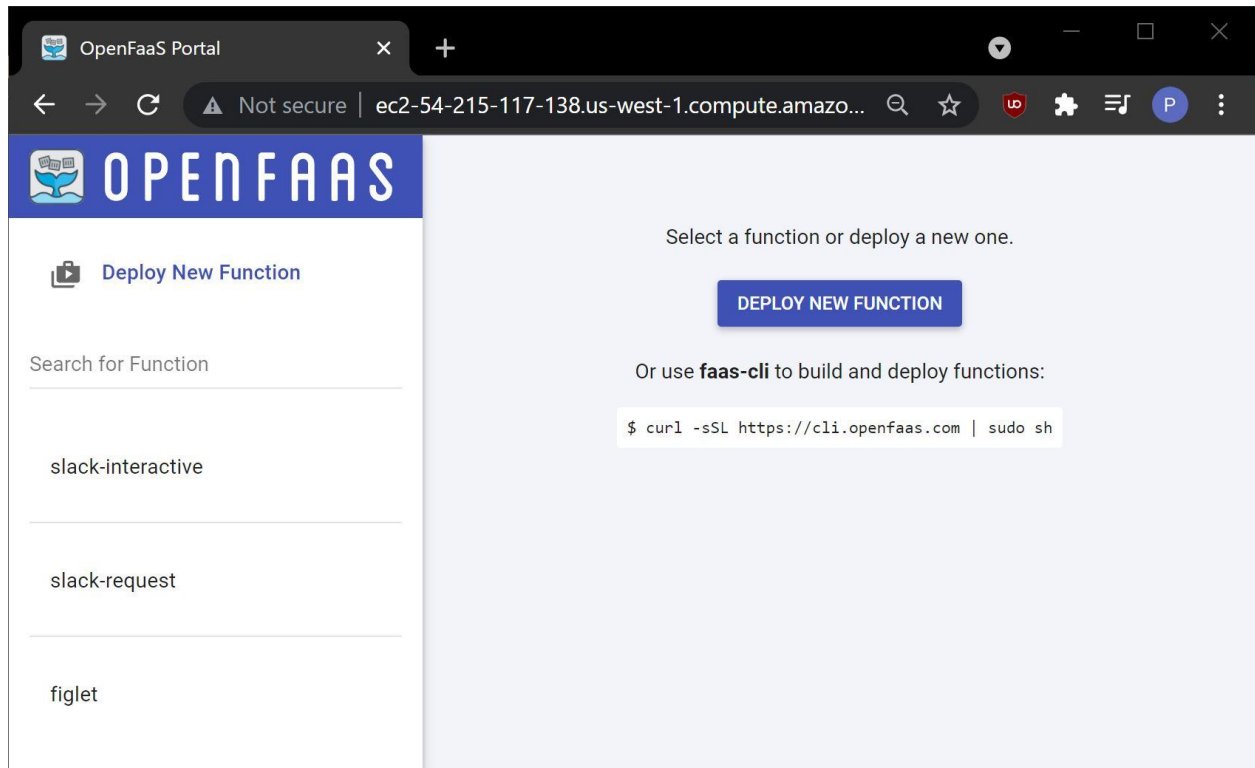 OpenFaaS Portal
Not secure | ec2-54-215-117-138.us-west-1.compute.amazo...
P
OPENFAAS
Deploy New Function
Search for Function
slack-interactive
slack-request
figlet
Select a function or deploy a new one.
DEPLOY NEW FUNCTION
Or use faas-cli to build and deploy functions:
$ curl -sSL https://cli.openfaas.com | sudo sh